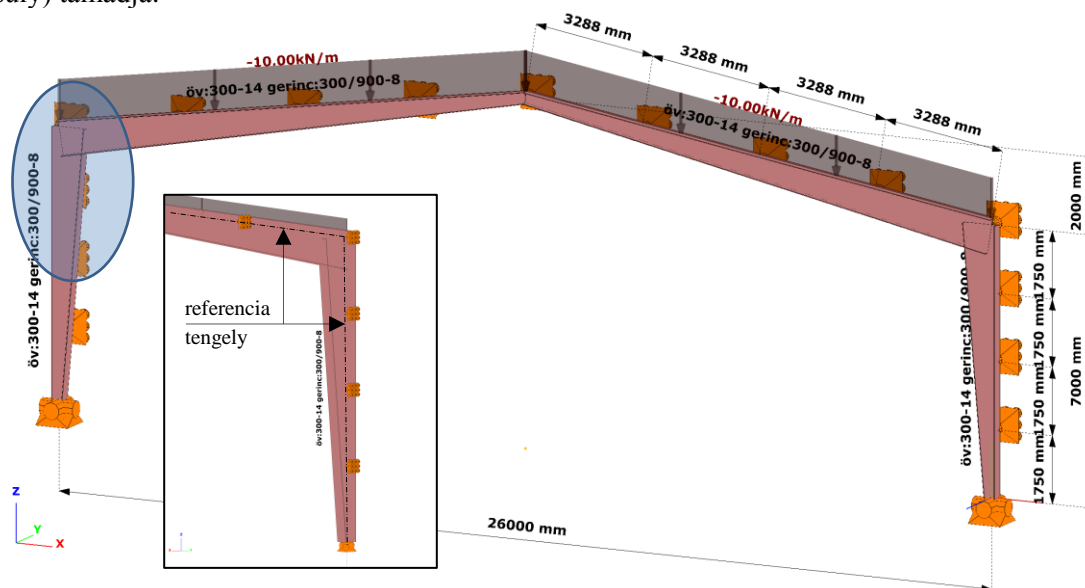 oury) támadja.
-10.00kN/m
öv:300-14 gerinc:300/900-8
3288 mm
3288 mm
3288 mm
3288 mm
-10.00kN/m
öv:300-14 gerinc:300/900-8
2000 mm
öv:300-14 gerinc:300/900-8
referencia
tengely
öv:300-14 gerinc:300/900-8
öv:300-14 gerinc:300/900-8
1750 mm
1750 mm
1750 mm
1750 mm
7000 mm
26000 mm
Z
Y
X